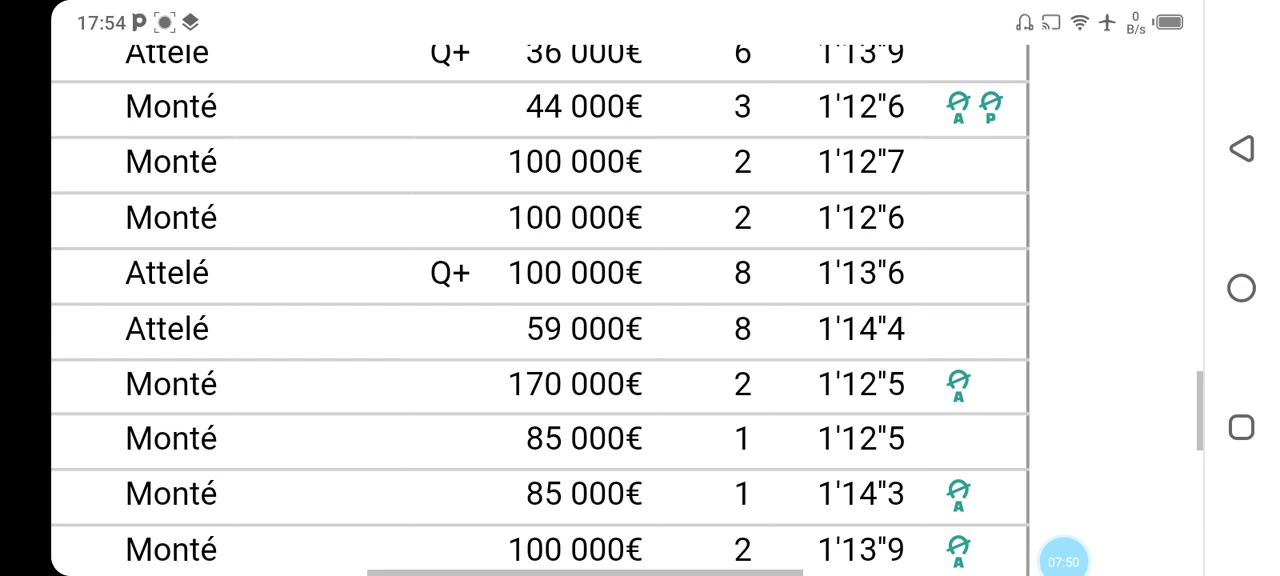 17:54
0
B/s
Attelé Q+ 36 000€ 6 1'13"9
Monté 44 000€ 3 1'12"6 A P
Monté 100 000€ 2 1'12"7
Monté 100 000€ 2 1'12"6
Attelé Q+ 100 000€ 8 1'13"6
Attelé 59 000€ 8 1'14"4
Monté 170 000€ 2 1'12"5 A
Monté 85 000€ 1 1'12"5
Monté 85 000€ 1 1'14"3 A
Monté 100 000€ 2 1'13"9 A
07:50